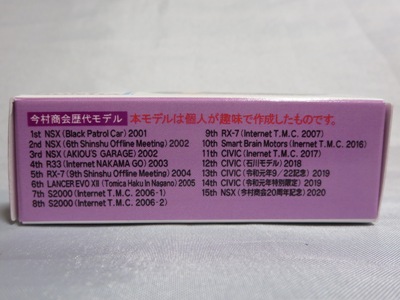 今村商会歴代モデル 本モデルは個人が趣味で作成したものです。
1st NSX (Black Patrol Car) 2001
2nd NSX (6th Shinshu Offline Meeting) 2002
3rd NSX (AKIOU'S GARAGE) 2002
4th R33 (Internet NAKAMA GO) 2003
5th RX-7 (9th Shinshu Offline Meeting) 2004
6th LANCER EVO XII (Tomica Haku In Nagano) 2005
7th S2000 (Internet T.M.C. 2006-1)
8th S2000 (Internet T.M.C. 2006-2)
9th RX-7 (Internet T.M.C. 2007)
10th Smart Brain Motors (Inernet T.M.C. 2016)
11th CIVIC (Internet T.M.C. 2017)
12th CIVIC (石川モデル) 2018
13th CIVIC (令和元年9/22記念) 2019
14th CIVIC (令和元年特別限定) 2019
15th NSX (今村商会20周年記念) 2020